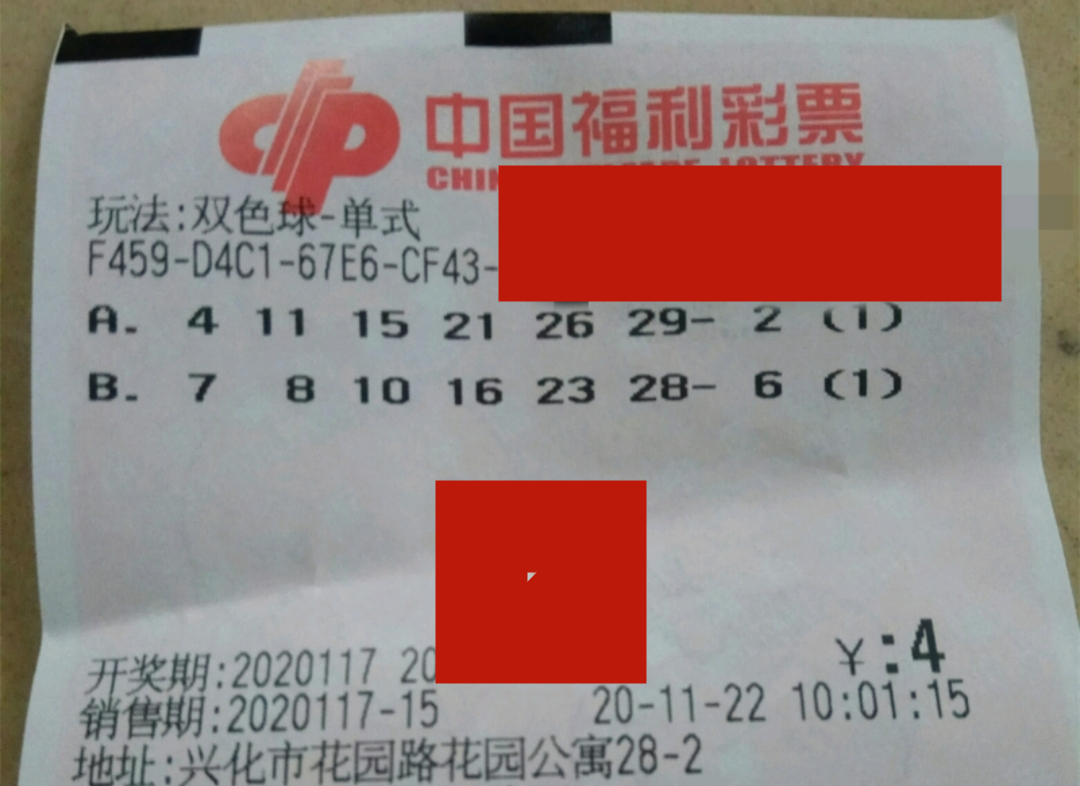 中国福利彩票
玩法:双色球-单式
F459-D4C1-67E6-CF43-
A. 4 11 15 21 26 29- 2 (1)
B. 7 8 10 16 23 28- 6 (1)
¥:4
开奖期:2020117 20
销售期:2020117-15 20-11-22 10:01:15
地址:兴化市花园路花园公寓28-2